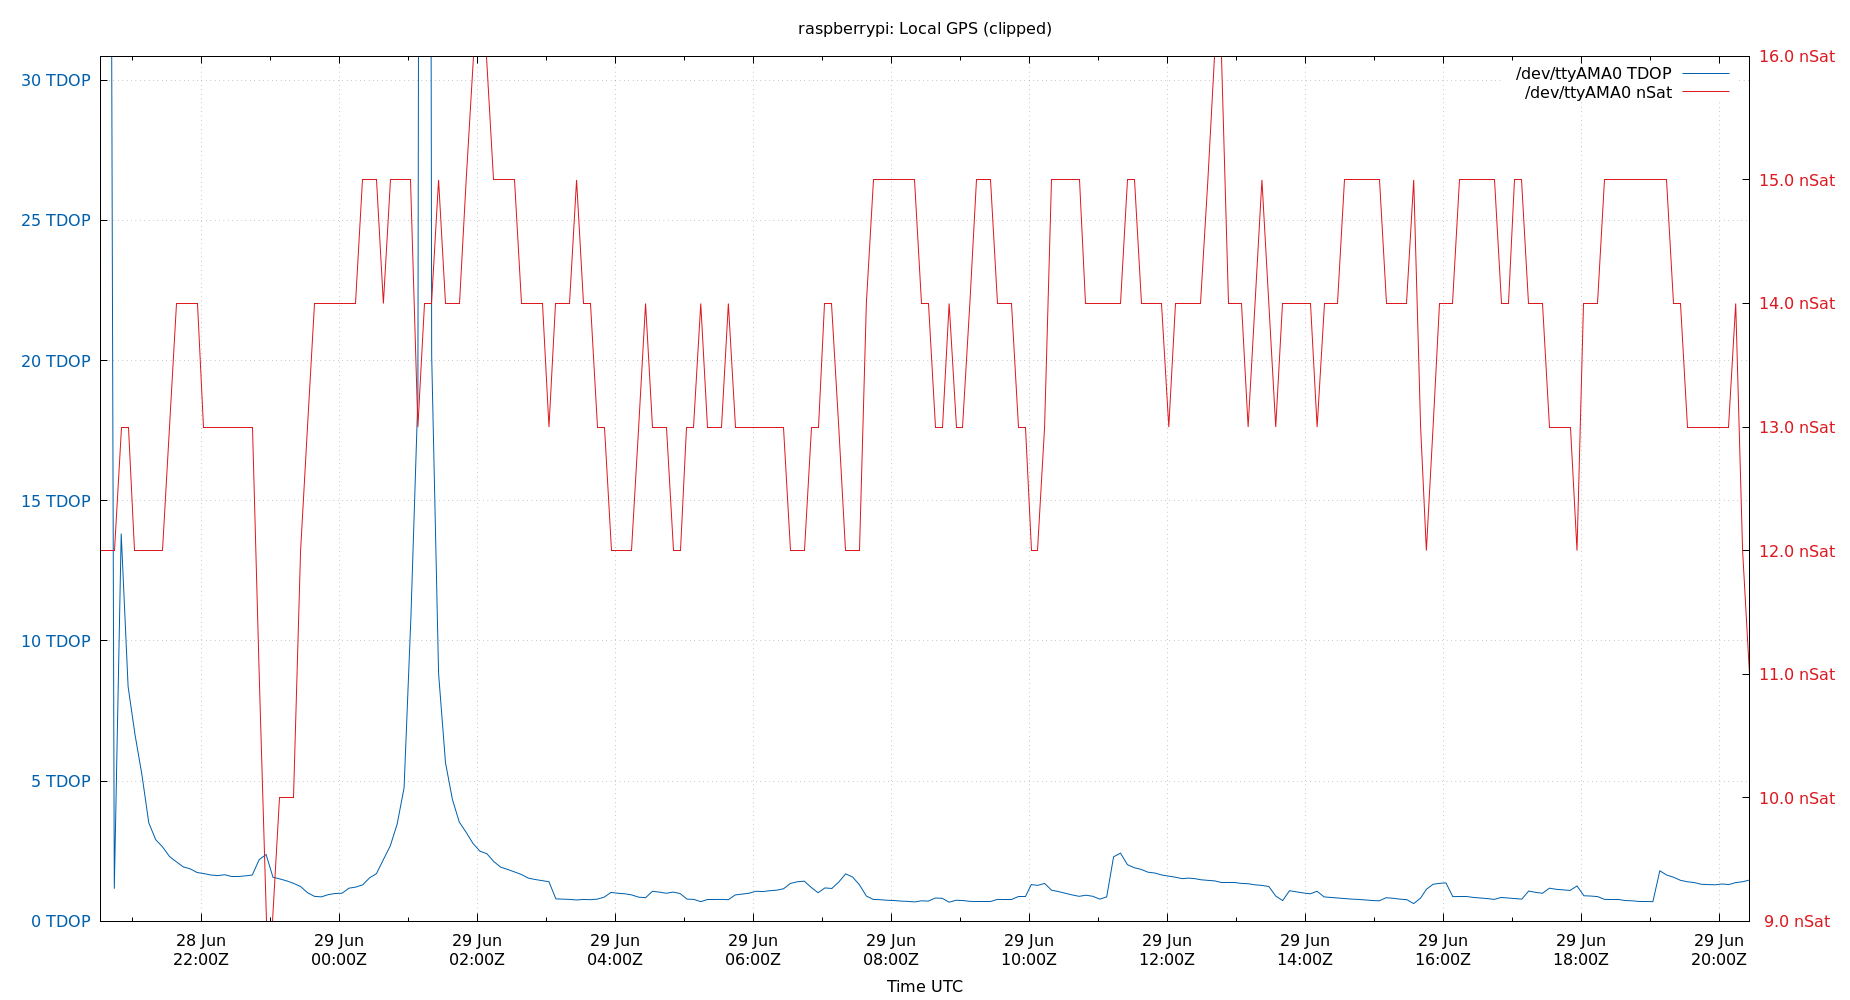 raspberrypi: Local GPS (clipped)
/dev/ttyAMA0 TDOP
/dev/ttyAMA0 nSat
30 TDOP
25 TDOP
20 TDOP
15 TDOP
10 TDOP
5 TDOP
0 TDOP
16.0 nSat
15.0 nSat
14.0 nSat
13.0 nSat
12.0 nSat
11.0 nSat
10.0 nSat
9.0 nSat
28 Jun
22:00Z
29 Jun
00:00Z
29 Jun
02:00Z
29 Jun
04:00Z
29 Jun
06:00Z
29 Jun
08:00Z
29 Jun
10:00Z
29 Jun
12:00Z
29 Jun
14:00Z
29 Jun
16:00Z
29 Jun
18:00Z
29 Jun
20:00Z
Time UTC